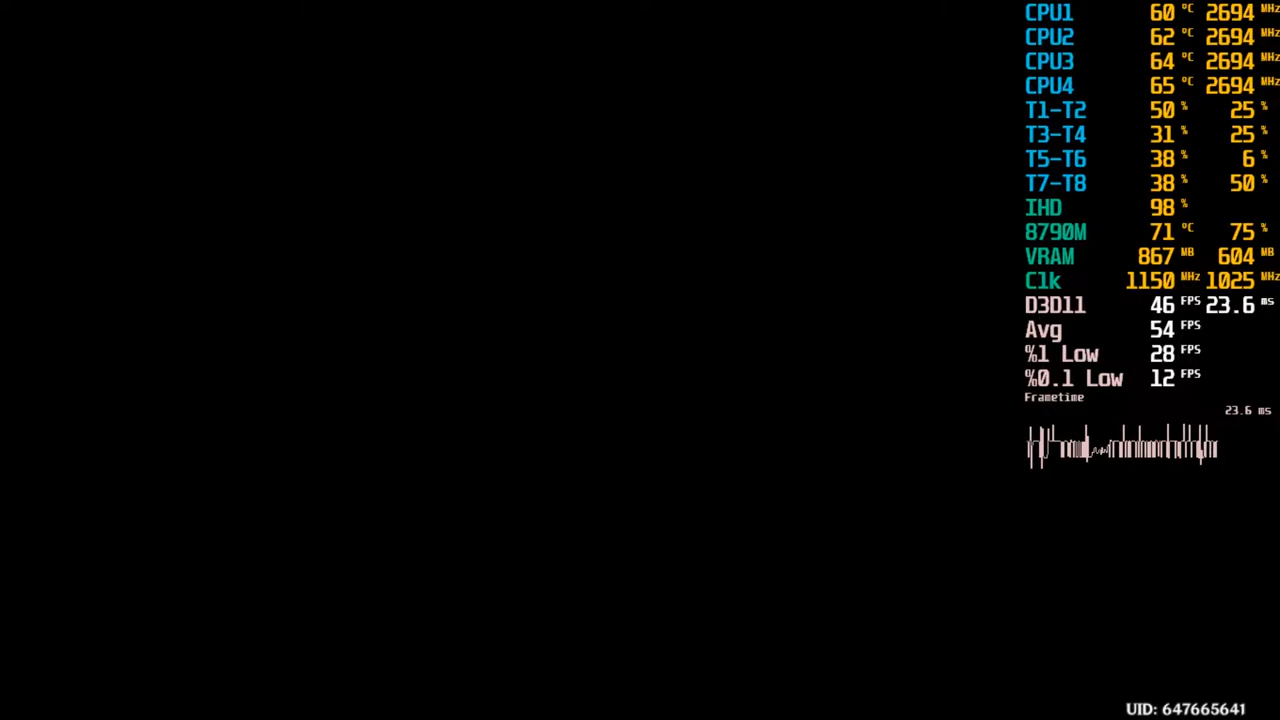 CPU1 60 °C 2694 MHz
CPU2 62 °C 2694 MHz
CPU3 64 °C 2694 MHz
CPU4 65 °C 2694 MHz
T1-T2 50 % 25 %
T3-T4 31 % 25 %
T5-T6 38 % 6 %
T7-T8 38 % 50 %
IHD 98 %
8790M 71 °C 75 %
VRAM 867 MB 604 MB
Clk 1150 MHz 1025 MHz
D3D11 46 FPS 23.6 ms
Avg 54 FPS
%1 Low 28 FPS
%0.1 Low 12 FPS
Frametime
23.6 ms
UID: 647665641